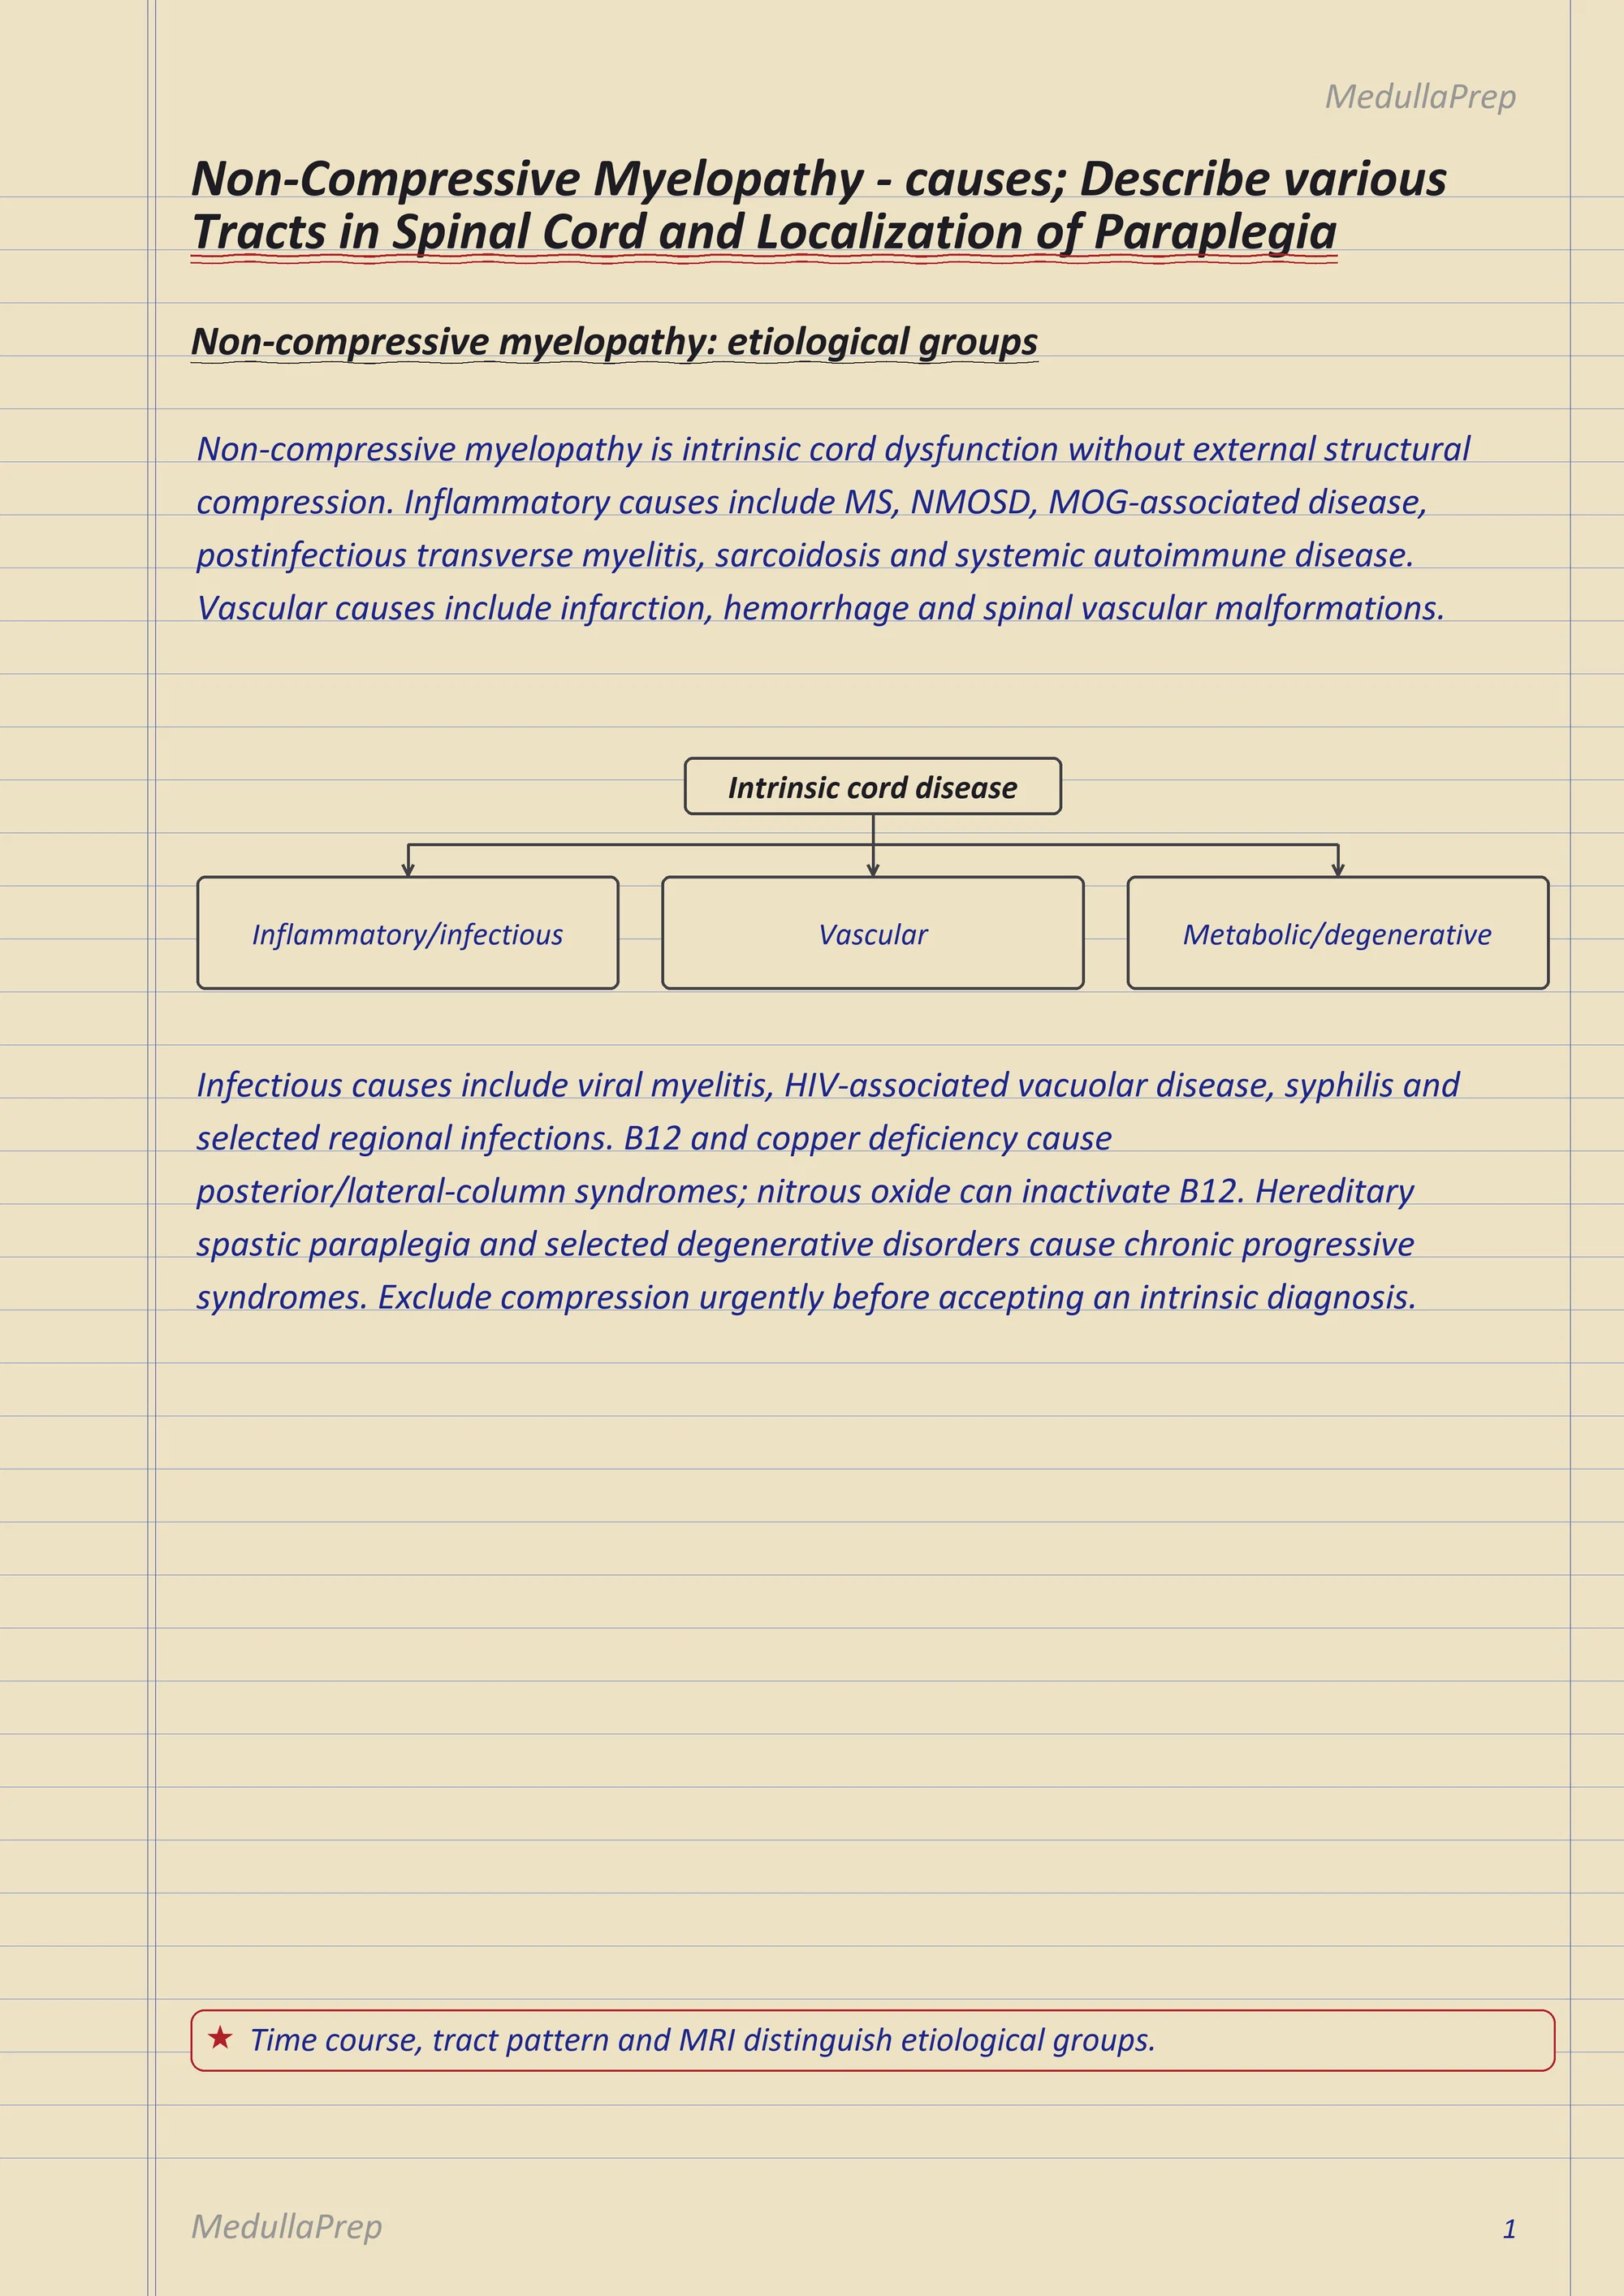 MedullaPrep
Non-Compressive Myelopathy - causes; Describe various
Tracts in Spinal Cord and Localization of Paraplegia
Non-compressive myelopathy: etiological groups
Non-compressive myelopathy is intrinsic cord dysfunction without external structural
compression. Inflammatory causes include MS, NMOSD, MOG-associated disease,
postinfectious transverse myelitis, sarcoidosis and systemic autoimmune disease.
Vascular causes include infarction, hemorrhage and spinal vascular malformations.
Intrinsic cord disease
Inflammatory/infectious
Vascular
Metabolic/degenerative
Infectious causes include viral myelitis, HIV-associated vacuolar disease, syphilis and
selected regional infections. B12 and copper deficiency cause
posterior/lateral-column syndromes; nitrous oxide can inactivate B12. Hereditary
spastic paraplegia and selected degenerative disorders cause chronic progressive
syndromes. Exclude compression urgently before accepting an intrinsic diagnosis.
★ Time course, tract pattern and MRI distinguish etiological groups.
MedullaPrep
1